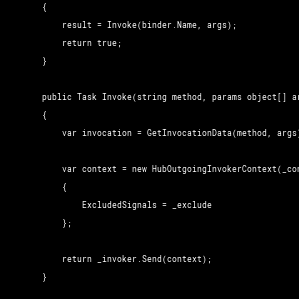 {
result = Invoke(binder.Name, args);
return true;
}
public Task Invoke(string method, params object[] ar
{
var invocation = GetInvocationData(method, args)
var context = new HubOutgoingInvokerContext(_con
{
ExcludedSignals = _exclude
};
return _invoker.Send(context);
}